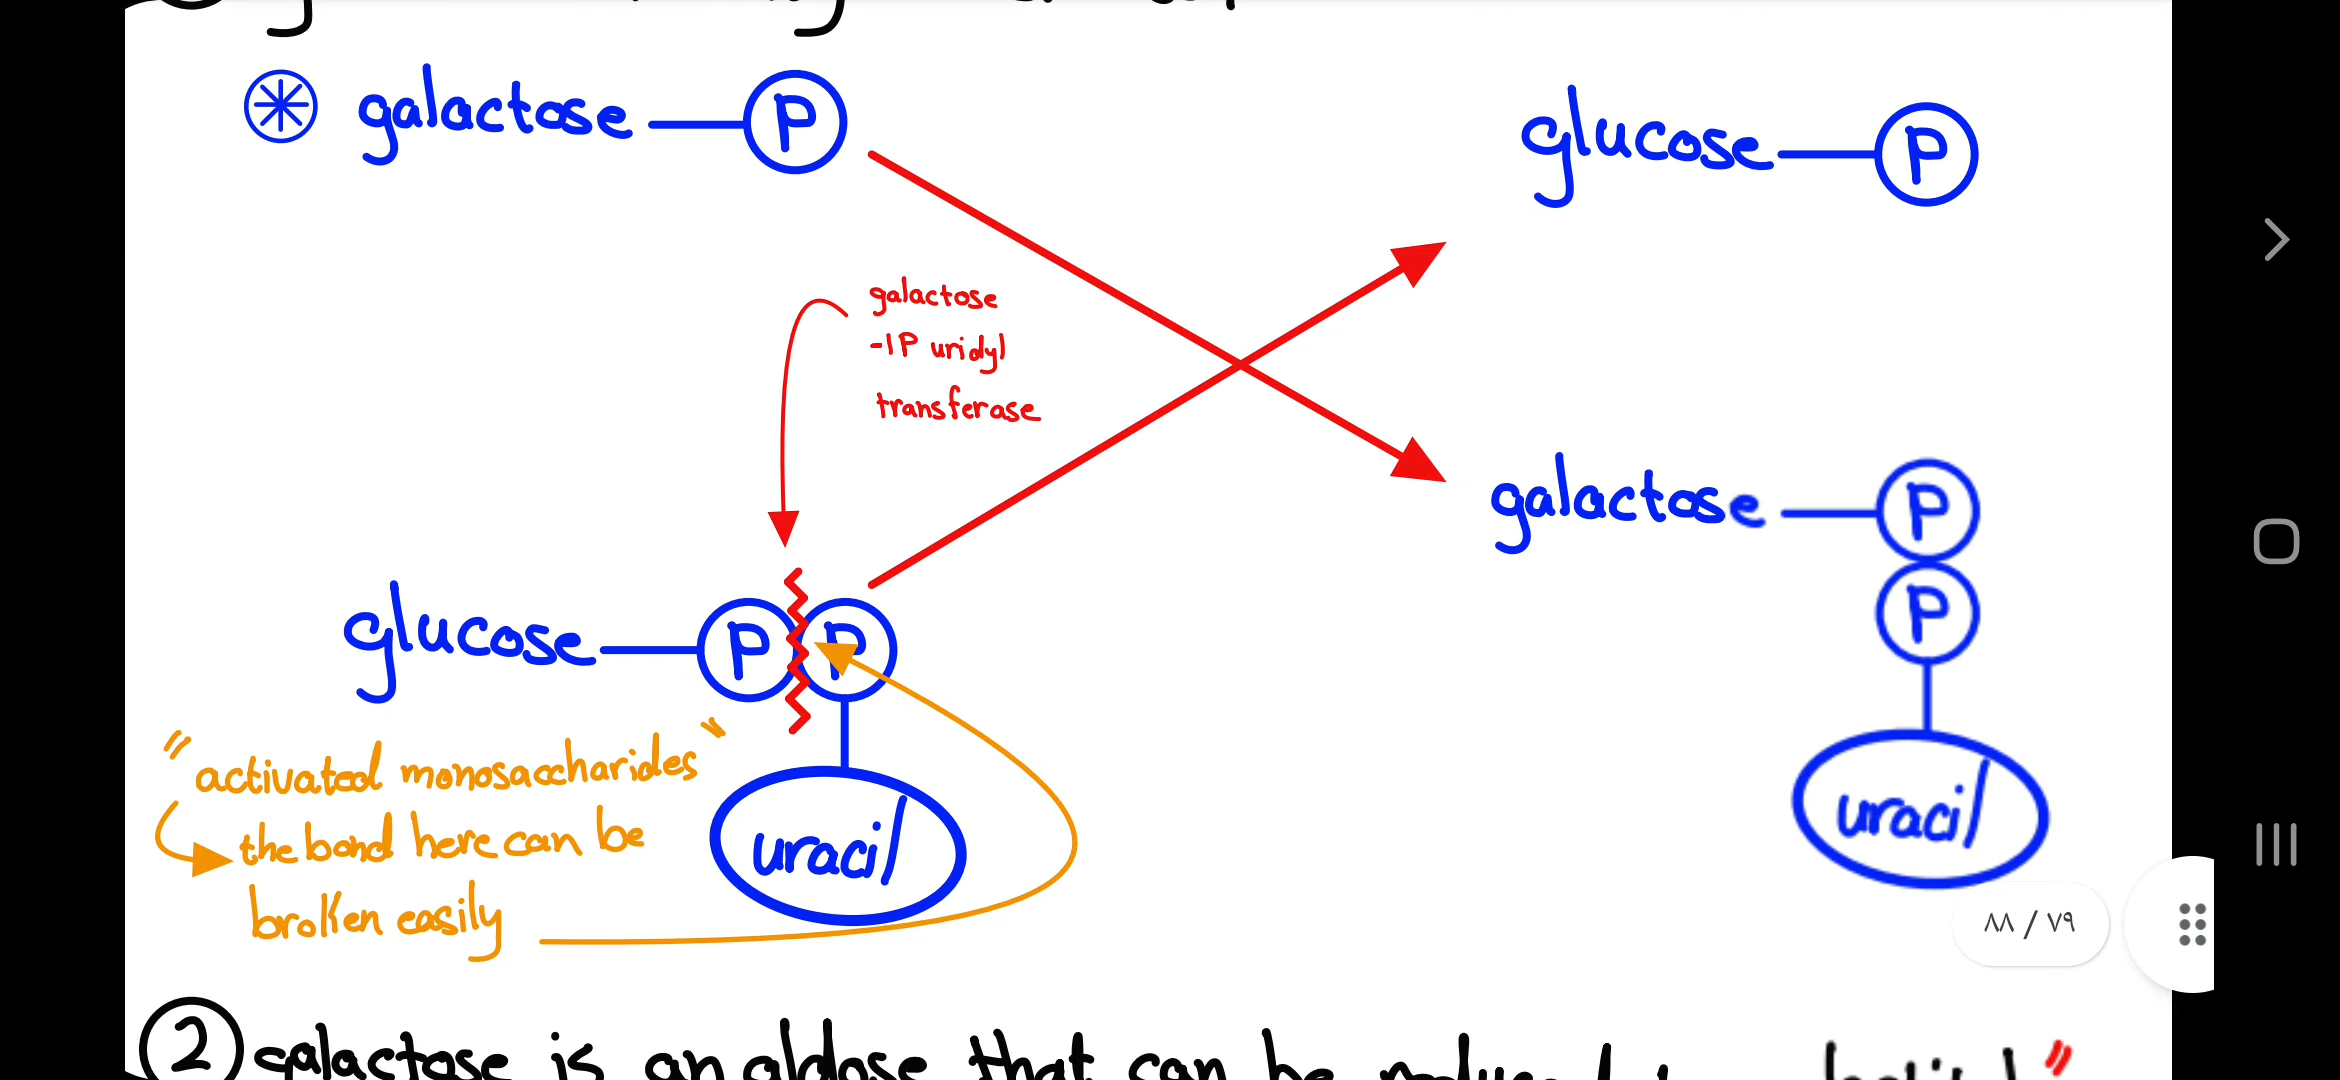 galactose — P
glucose — P
galactose
-1P uridyl
transferase
galactose — P
P
uracil
glucose — P P
uracil
"activated monosaccharides"
the bond here can be
broken easily
٨٨ / ٧٩
② galactose is an aldose that can be